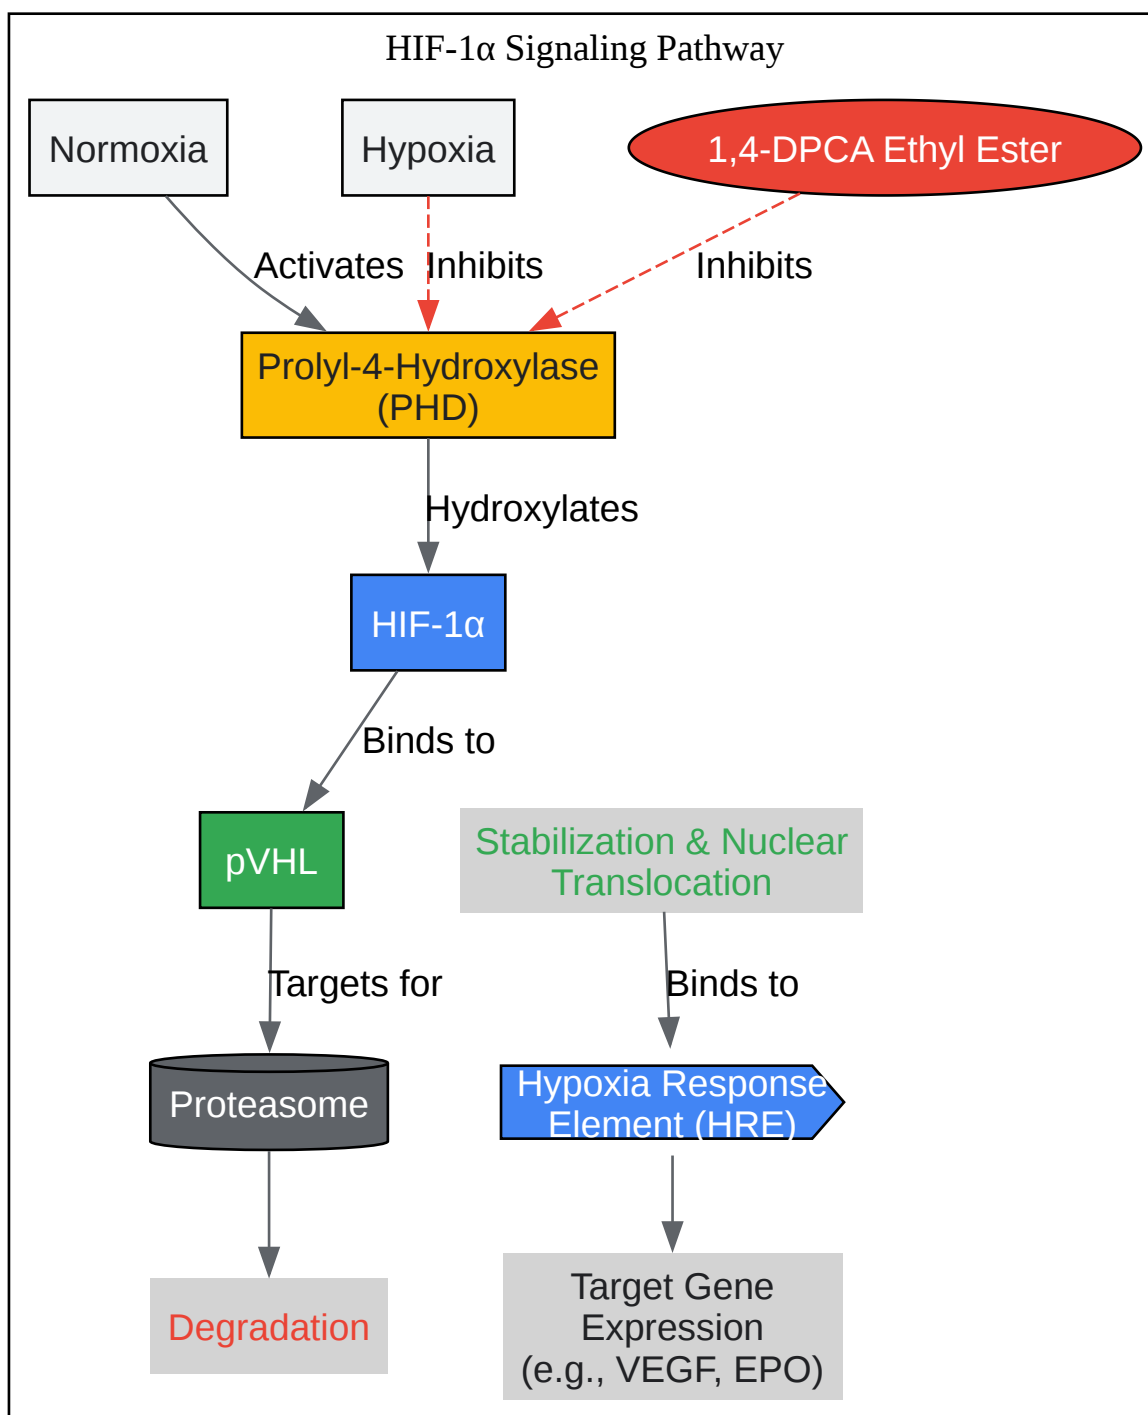 HIF-1α Signaling Pathway
Normoxia
Hypoxia
1,4-DPCA Ethyl Ester
Activates
Inhibits
Inhibits
Prolyl-4-Hydroxylase
(PHD)
Hydroxylates
HIF-1α
Binds to
pVHL
Stabilization & Nuclear
Translocation
Targets for
Binds to
Proteasome
Hypoxia Response
Element (HRE)
Degradation
Target Gene
Expression
(e.g., VEGF, EPO)